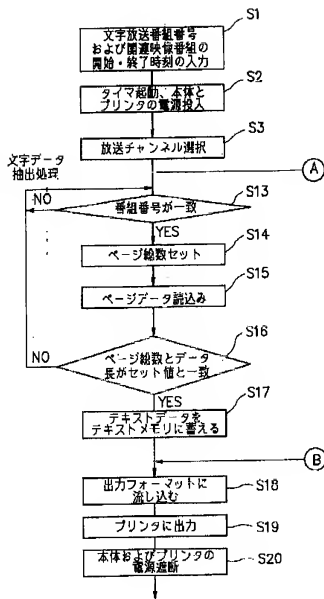 S1
文字放送番組番号
および関連映像番組の
開始・終了時刻の入力
S2
タイマ起動、本体と
プリンタの電源投入
S3
放送チャンネル選択
文字データ
抽出処理
A
S13
NO
番組番号が一致
YES
S14
ページ総数セット
S15
ページデータ読込み
S16
NO
ページ総数とデータ
長がセット値と一致
YES
S17
テキストデータを
テキストメモリに蓄える
B
出力フォーマットに
流し込む
S18
プリンタに出力
S19
本体およびプリンタの
電源遮断
S20